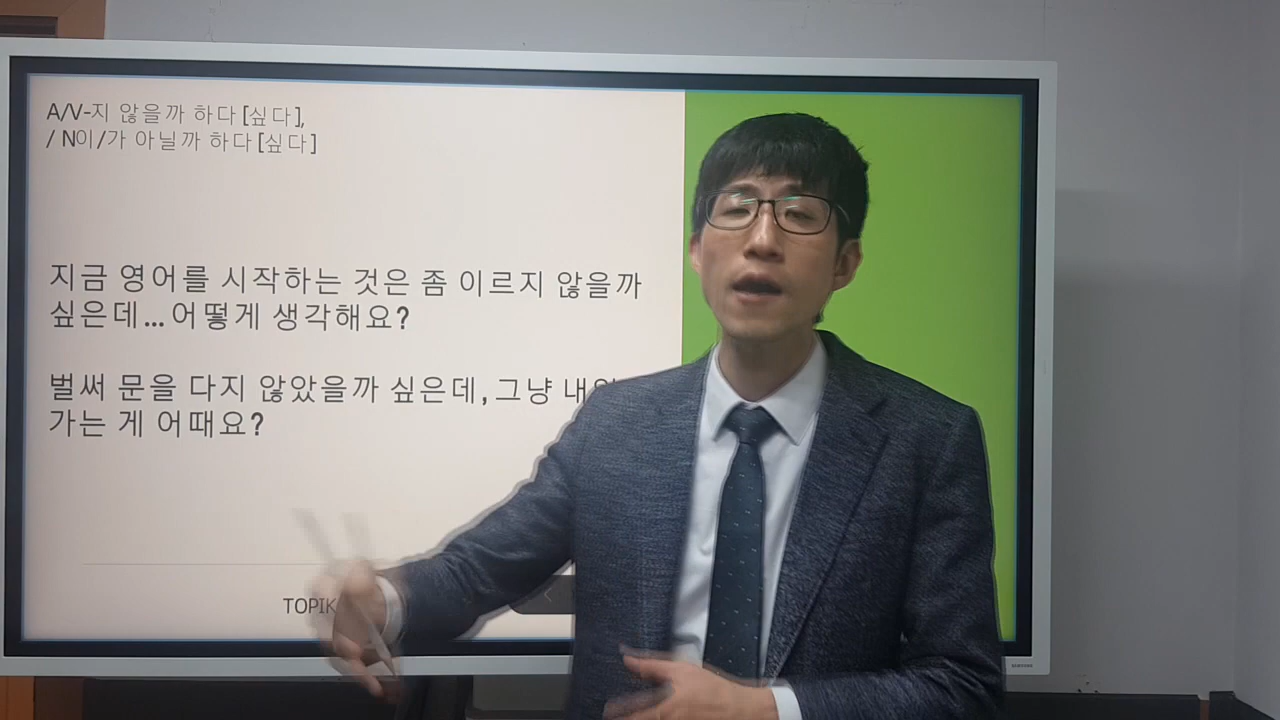 A/V-지 않을까 하다[싶다],
/ N이/가 아닐까 하다[싶다]
지금 영어를 시작하는 것은 좀 이르지 않을까
싶은데...어떻게 생각해요?
벌써 문을 다지 않았을까 싶은데, 그냥
가는 게 어때요?
TOPIK
SAMSUNG